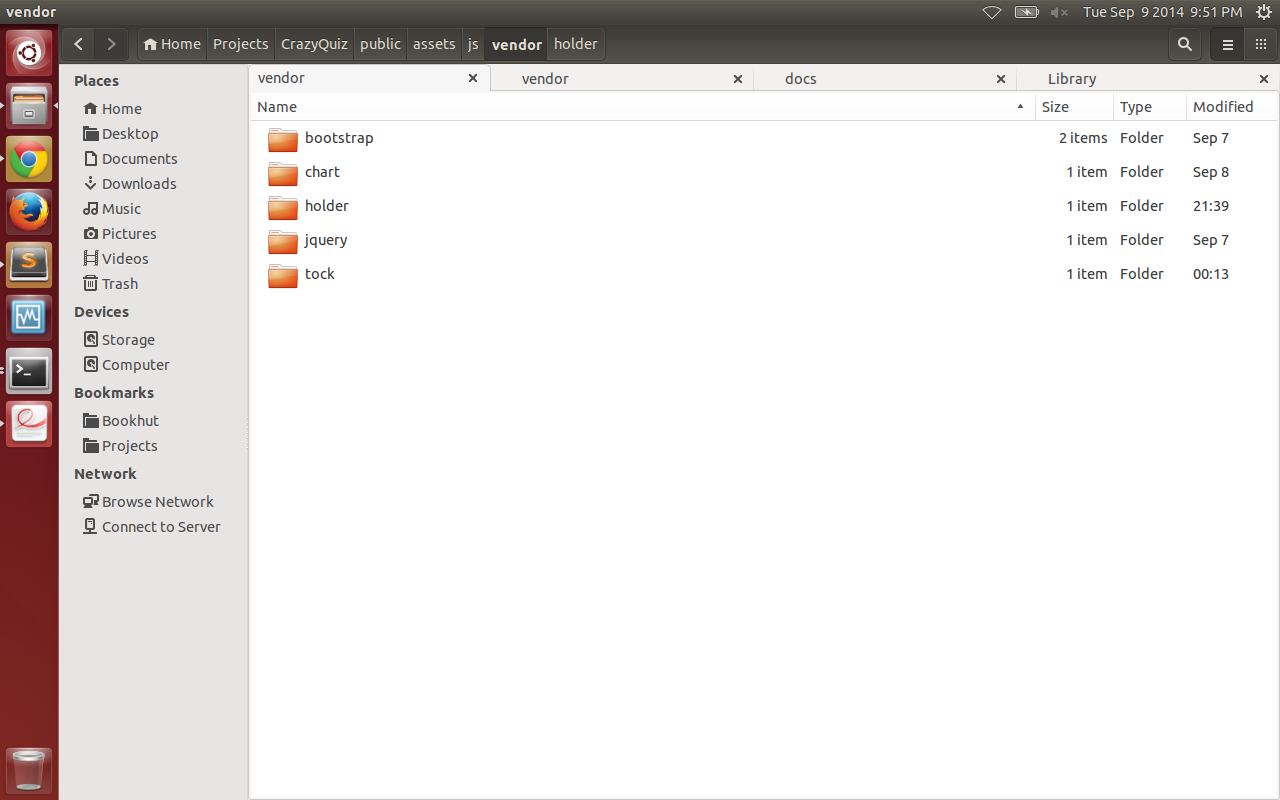 vendor
Tue Sep 9 2014 9:51 PM
Home Projects CrazyQuiz public assets js vendor holder
Places
Home
Desktop
Documents
Downloads
Music
Pictures
Videos
Trash
Devices
Storage
Computer
Bookmarks
Bookhut
Projects
Network
Browse Network
Connect to Server
vendor vendor docs Library
Name Size Type Modified
bootstrap 2 items Folder Sep 7
chart 1 item Folder Sep 8
holder 1 item Folder 21:39
jquery 1 item Folder Sep 7
tock 1 item Folder 00:13
S
>_